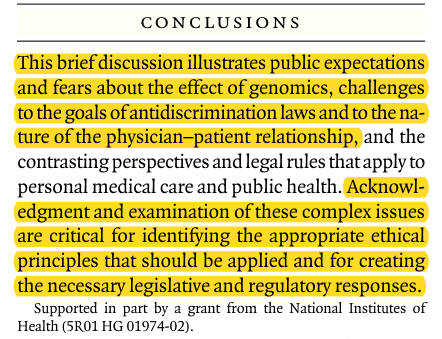 CONCLUSIONS
This brief discussion illustrates public expectations
and fears about the effect of genomics, challenges
to the goals of antidiscrimination laws and to the na-
ture of the physician–patient relationship, and the
contrasting perspectives and legal rules that apply to
personal medical care and public health. Acknowl-
edgment and examination of these complex issues
are critical for identifying the appropriate ethical
principles that should be applied and for creating
the necessary legislative and regulatory responses.
Supported in part by a grant from the National Institutes of
Health (5R01 HG 01974-02).